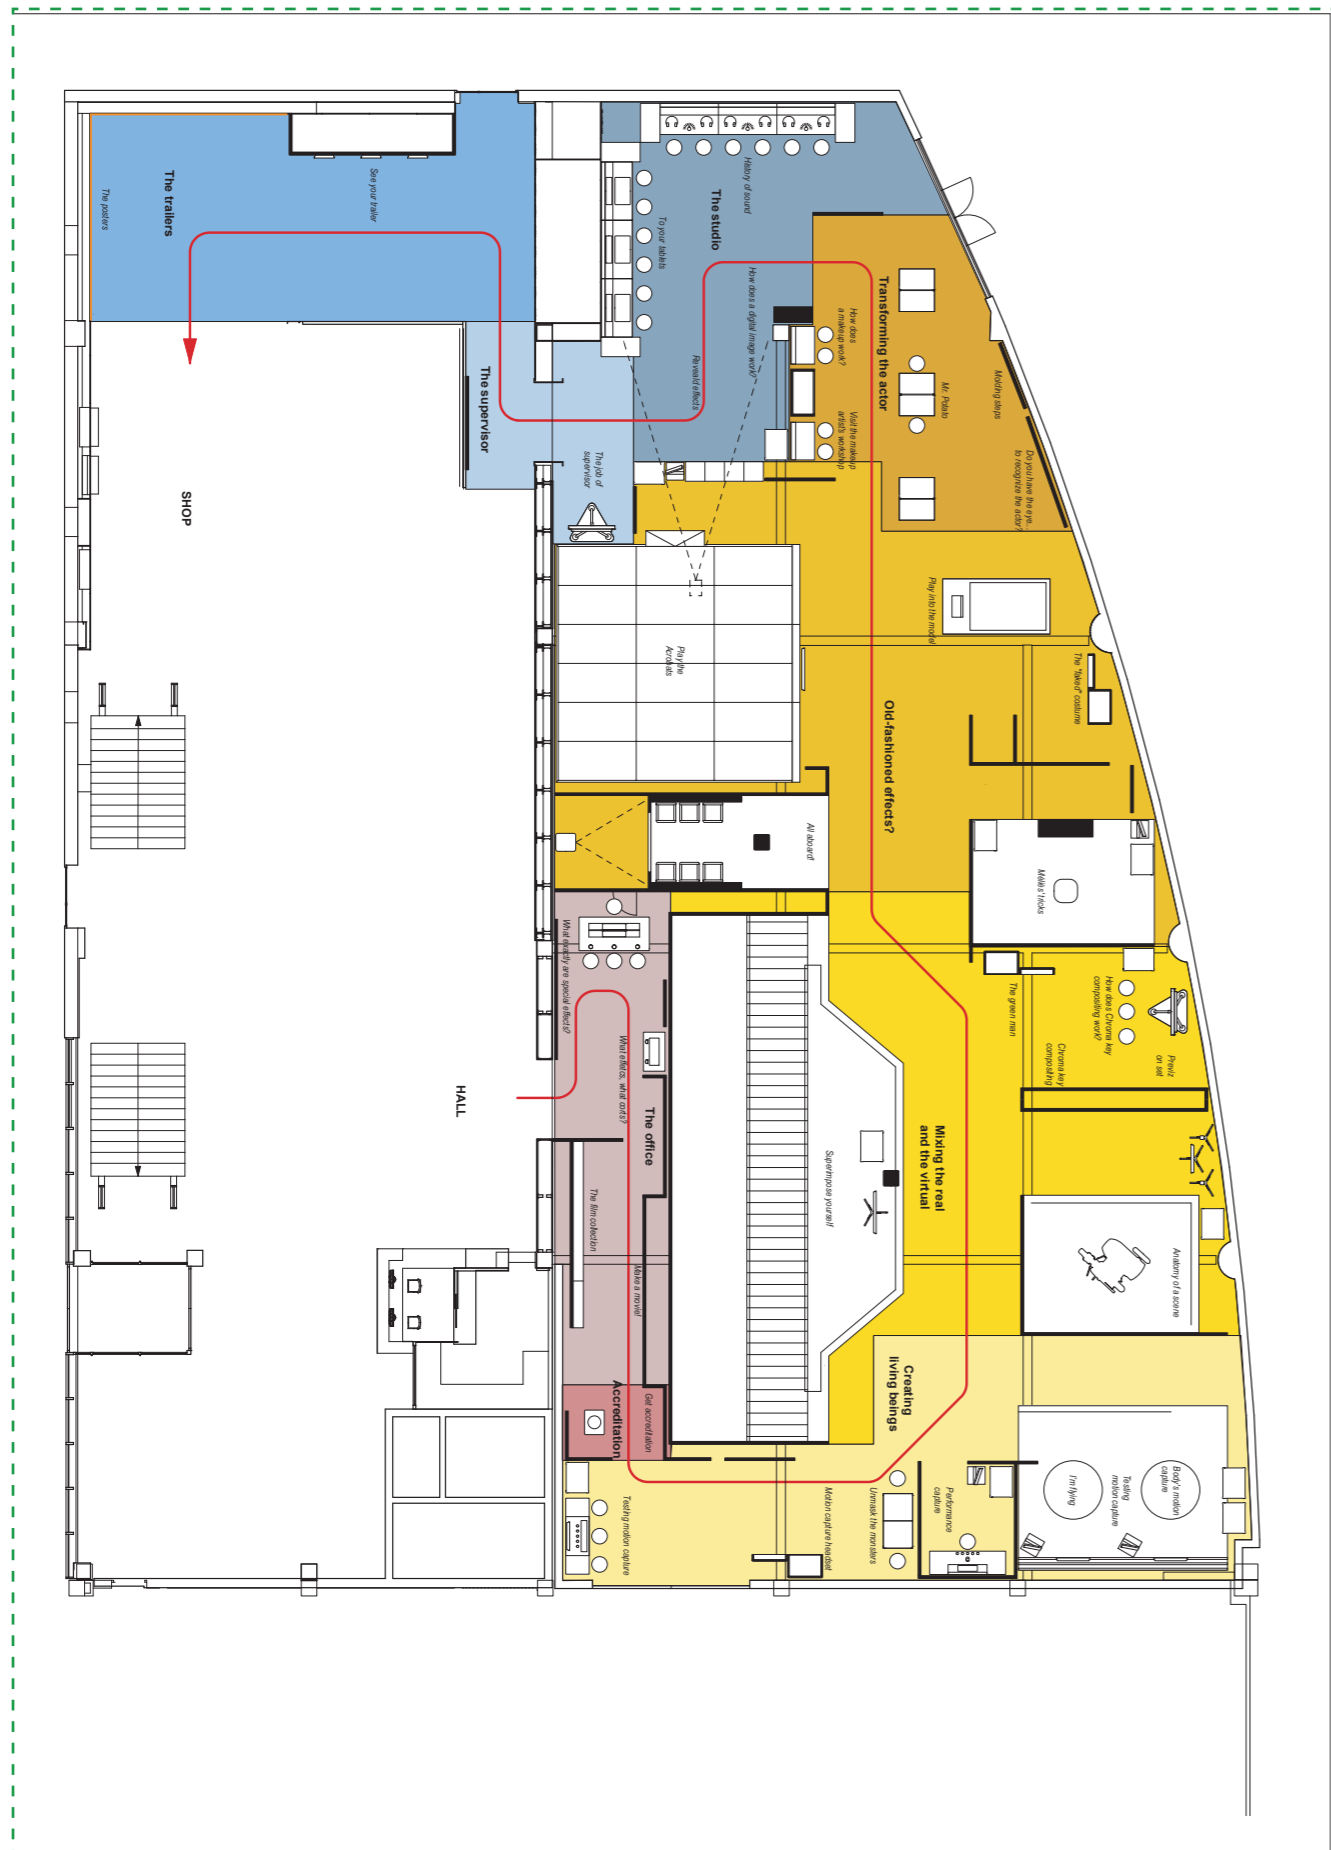 Molding steps
Do you have the eye...
to recognize the actor?
Mr. Potato
Transforming the actor
How does
a makeup work?
Visit the makeup
artist's workshop
The "faked" costume
Play into the model
Méliès' tricks
Old-fashioned effects?
All aboard!
Play the
Acrobats
Previz
on set
How does Chroma key
compositing work?
Chroma key
compositing
The green man
Anatomy of a scene
Mixing the real
and the virtual
Superimpose yourself
Body's motion
capture
Testing
motion capture
I'm flying
Performance
capture
Creating
living beings
Unmask the monsters
Motion capture headset
Testing motion capture
History of sound
The studio
How does a digital image work?
Reveald effects
To your tablets
The job of
supervisor
The supervisor
See your trailer
The trailers
The posters
The office
What effects, what cost's?
What exactly are special effects?
Make a movie!
The film collection
Get accreditation
Accreditation
HALL
SHOP